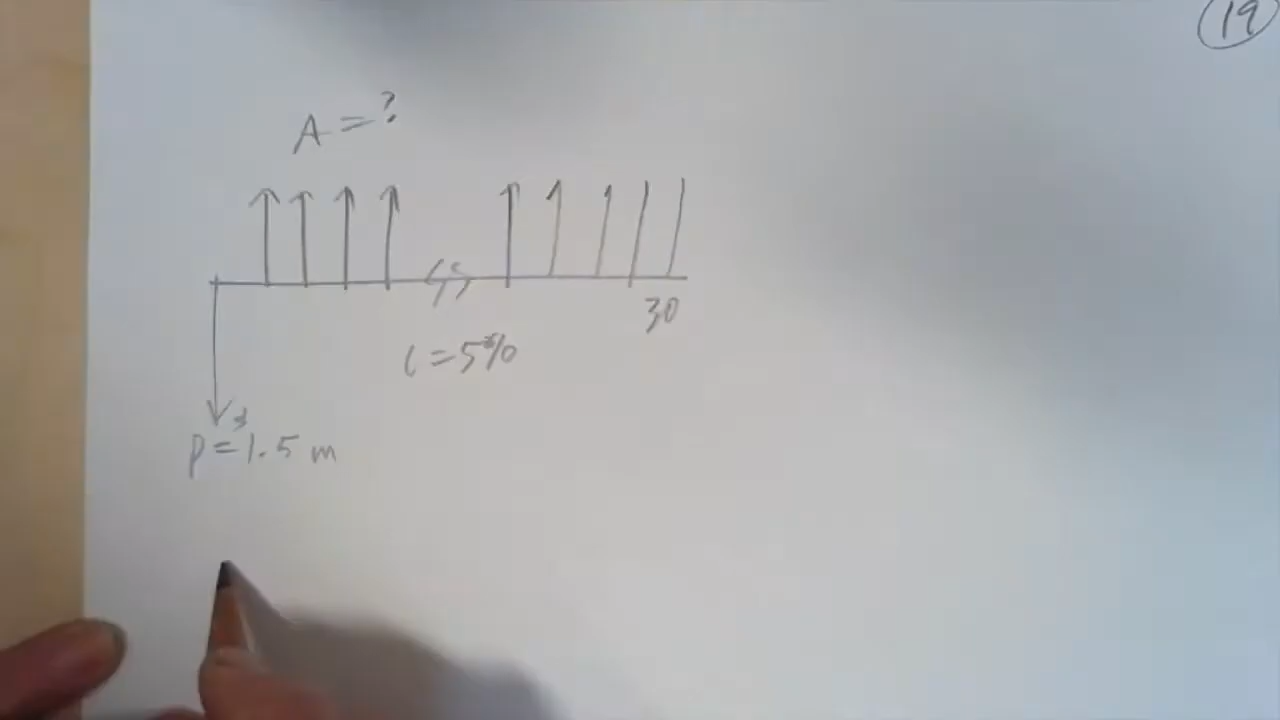 19
A = ?
30
i = 5%
P = $1.5 m